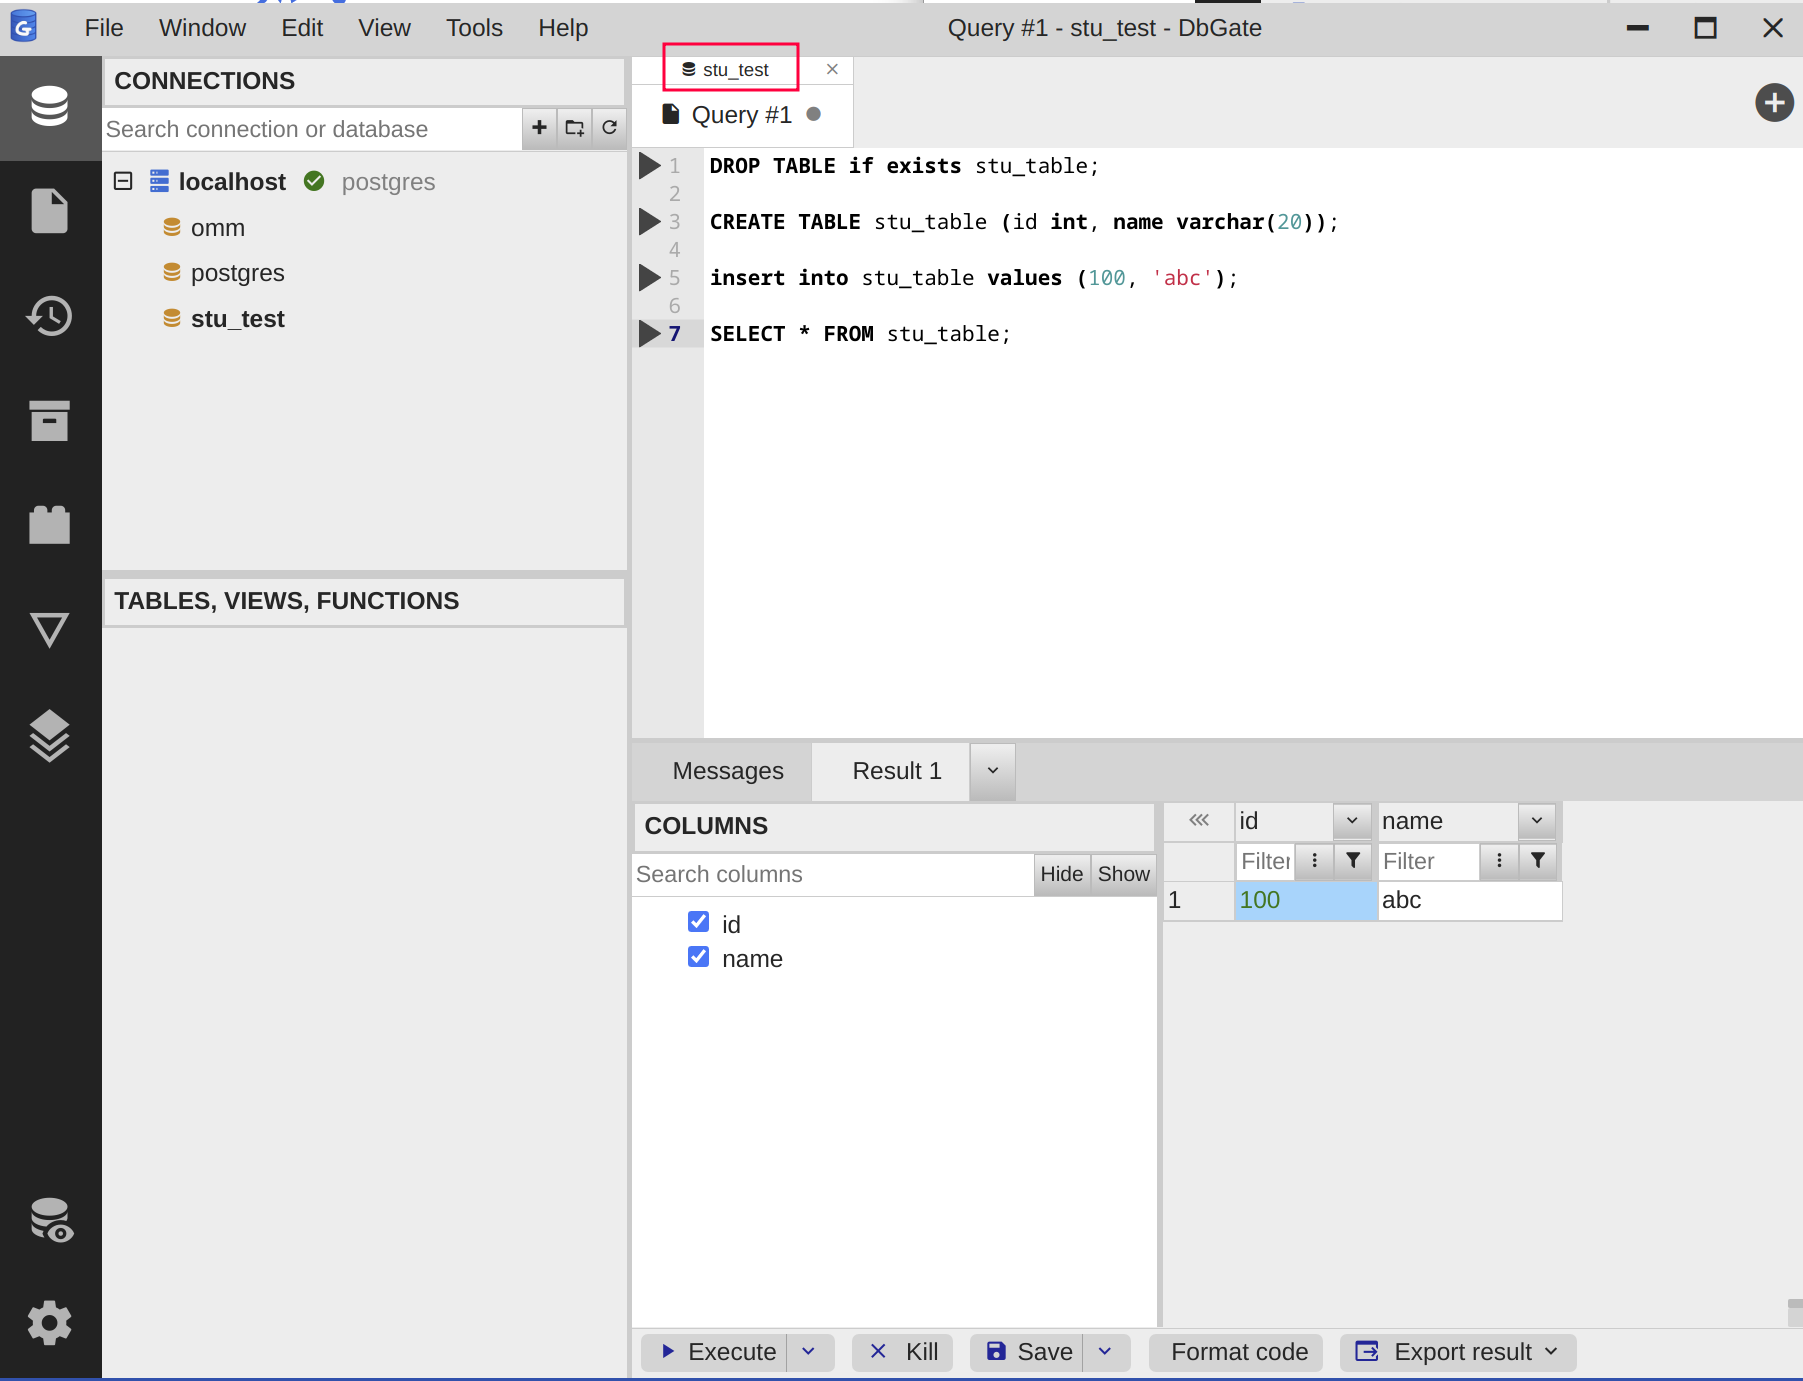 File Window Edit View Tools Help
Query #1 - stu_test - DbGate
CONNECTIONS
Search connection or database
localhost postgres
omm
postgres
stu_test
TABLES, VIEWS, FUNCTIONS
stu_test
Query #1
1 DROP TABLE if exists stu_table;
2
3 CREATE TABLE stu_table (id int, name varchar(20));
4
5 insert into stu_table values (100, 'abc');
6
7 SELECT * FROM stu_table;
Messages Result 1
COLUMNS
Search columns Hide Show
id
name
id name
Filter Filter
1 100 abc
Execute Kill Save Format code Export result